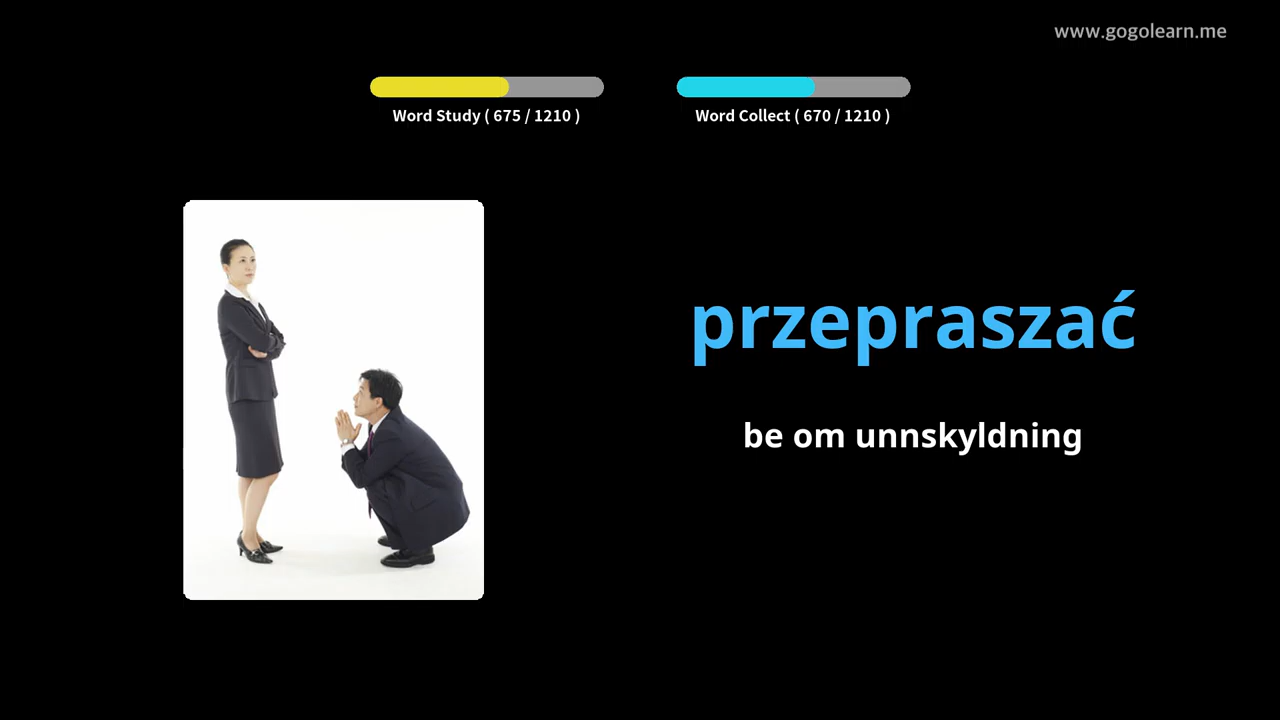 www.gogolearn.me
Word Study ( 675 / 1210 )
Word Collect ( 670 / 1210 )
przepraszać
be om unnskyldning